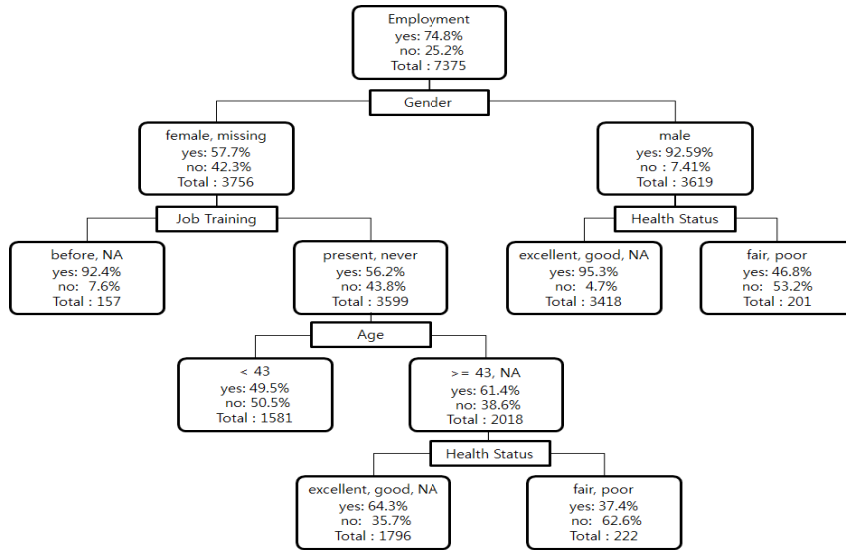 Employment
yes: 74.8%
no: 25.2%
Total : 7375
Gender
female, missing
yes: 57.7%
no: 42.3%
Total : 3756
male
yes: 92.59%
no : 7.41%
Total : 3619
Job Training
Health Status
before, NA
yes: 92.4%
no: 7.6%
Total : 157
present, never
yes: 56.2%
no: 43.8%
Total : 3599
excellent, good, NA
yes: 95.3%
no: 4.7%
Total : 3418
fair, poor
yes: 46.8%
no: 53.2%
Total : 201
Age
< 43
yes: 49.5%
no: 50.5%
Total : 1581
>= 43, NA
yes: 61.4%
no: 38.6%
Total : 2018
Health Status
excellent, good, NA
yes: 64.3%
no: 35.7%
Total : 1796
fair, poor
yes: 37.4%
no: 62.6%
Total : 222